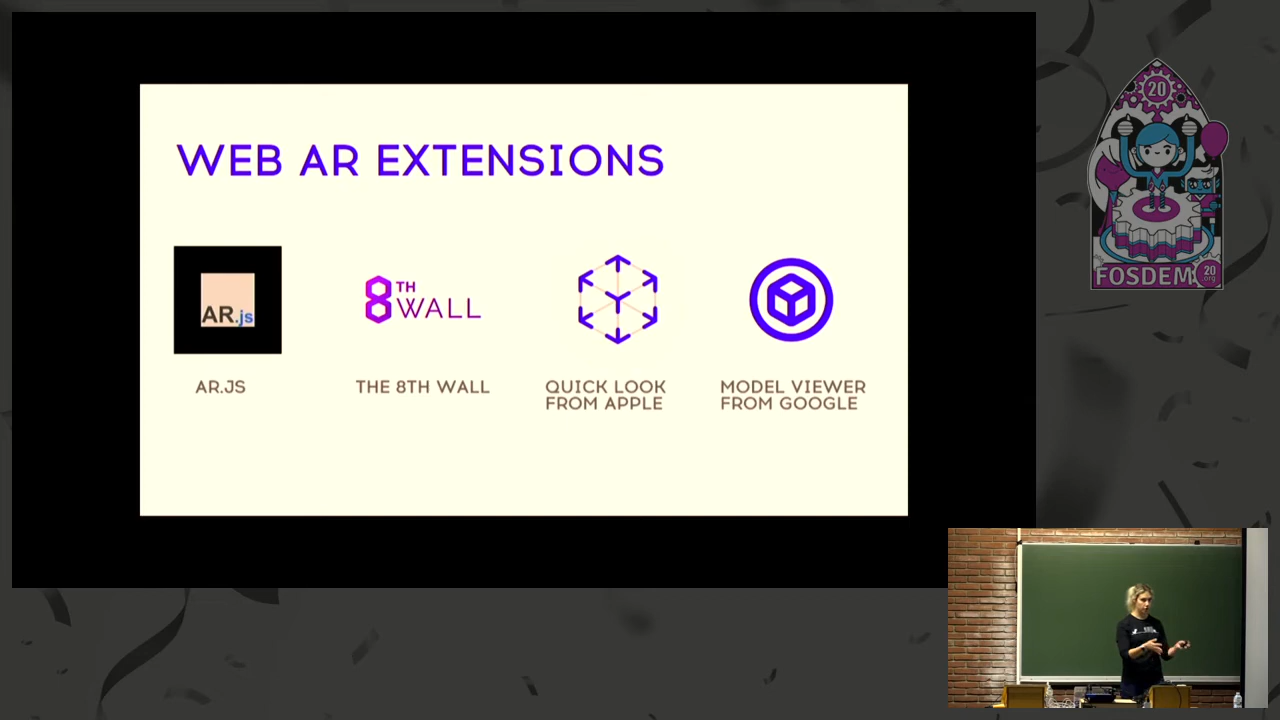 WEB AR EXTENSIONS
AR.js
8TH WALL
AR.JS
THE 8TH WALL
QUICK LOOK
FROM APPLE
MODEL VIEWER
FROM GOOGLE
20
FOSDEM
20
.org